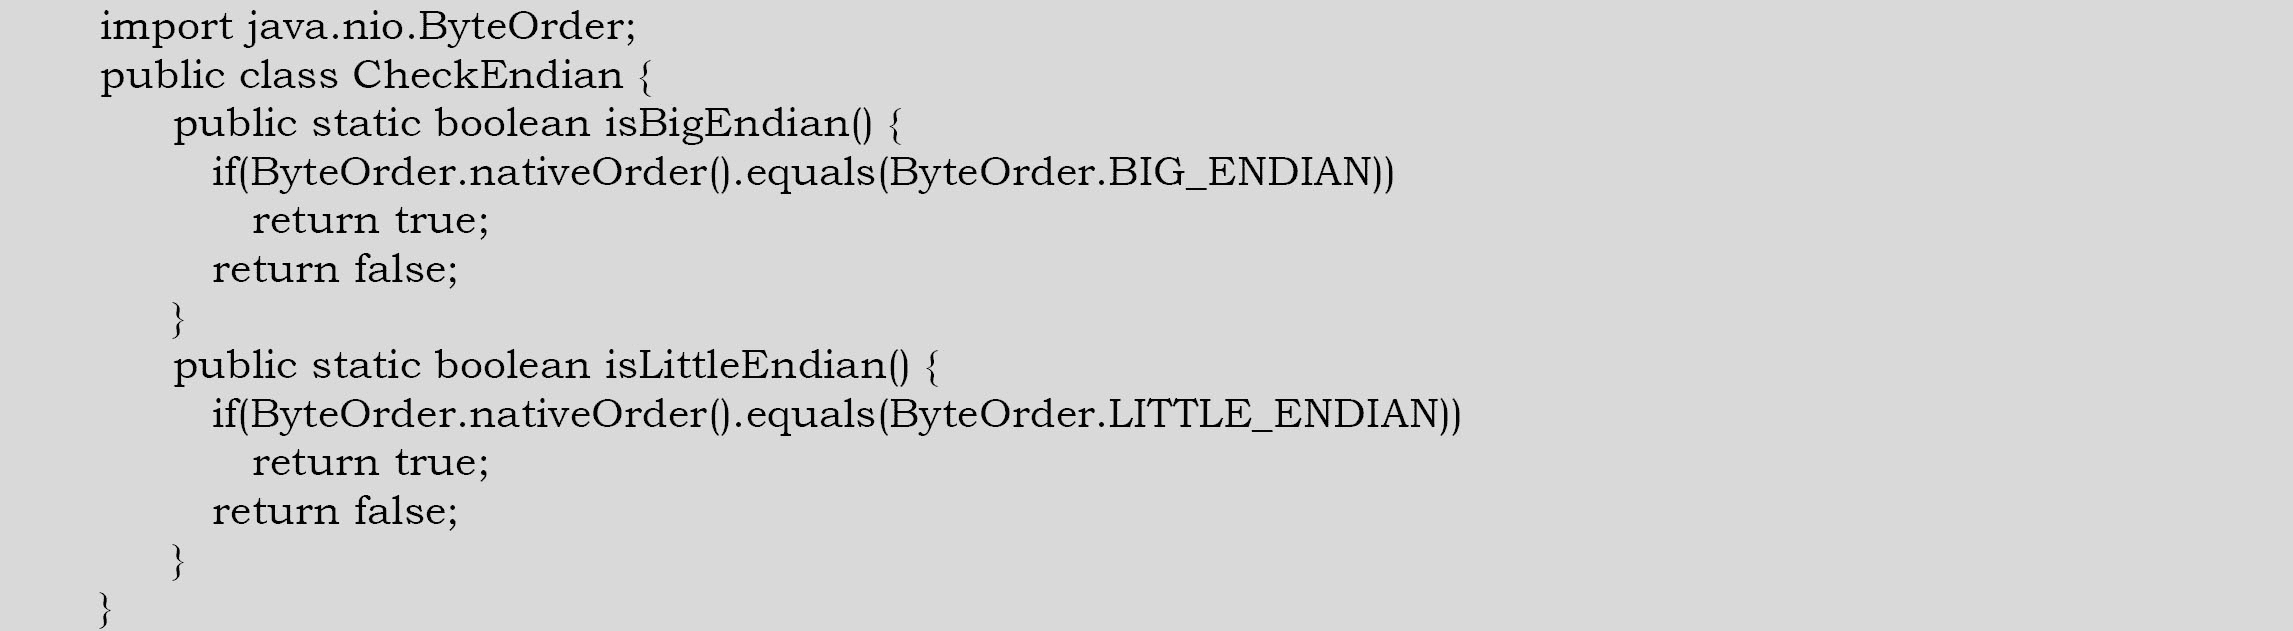 import java.nio.ByteOrder;
public class CheckEndian {
public static boolean isBigEndian() {
if(ByteOrder.nativeOrder().equals(ByteOrder.BIG_ENDIAN))
return true;
return false;
}
public static boolean isLittleEndian() {
if(ByteOrder.nativeOrder().equals(ByteOrder.LITTLE_ENDIAN))
return true;
return false;
}
}